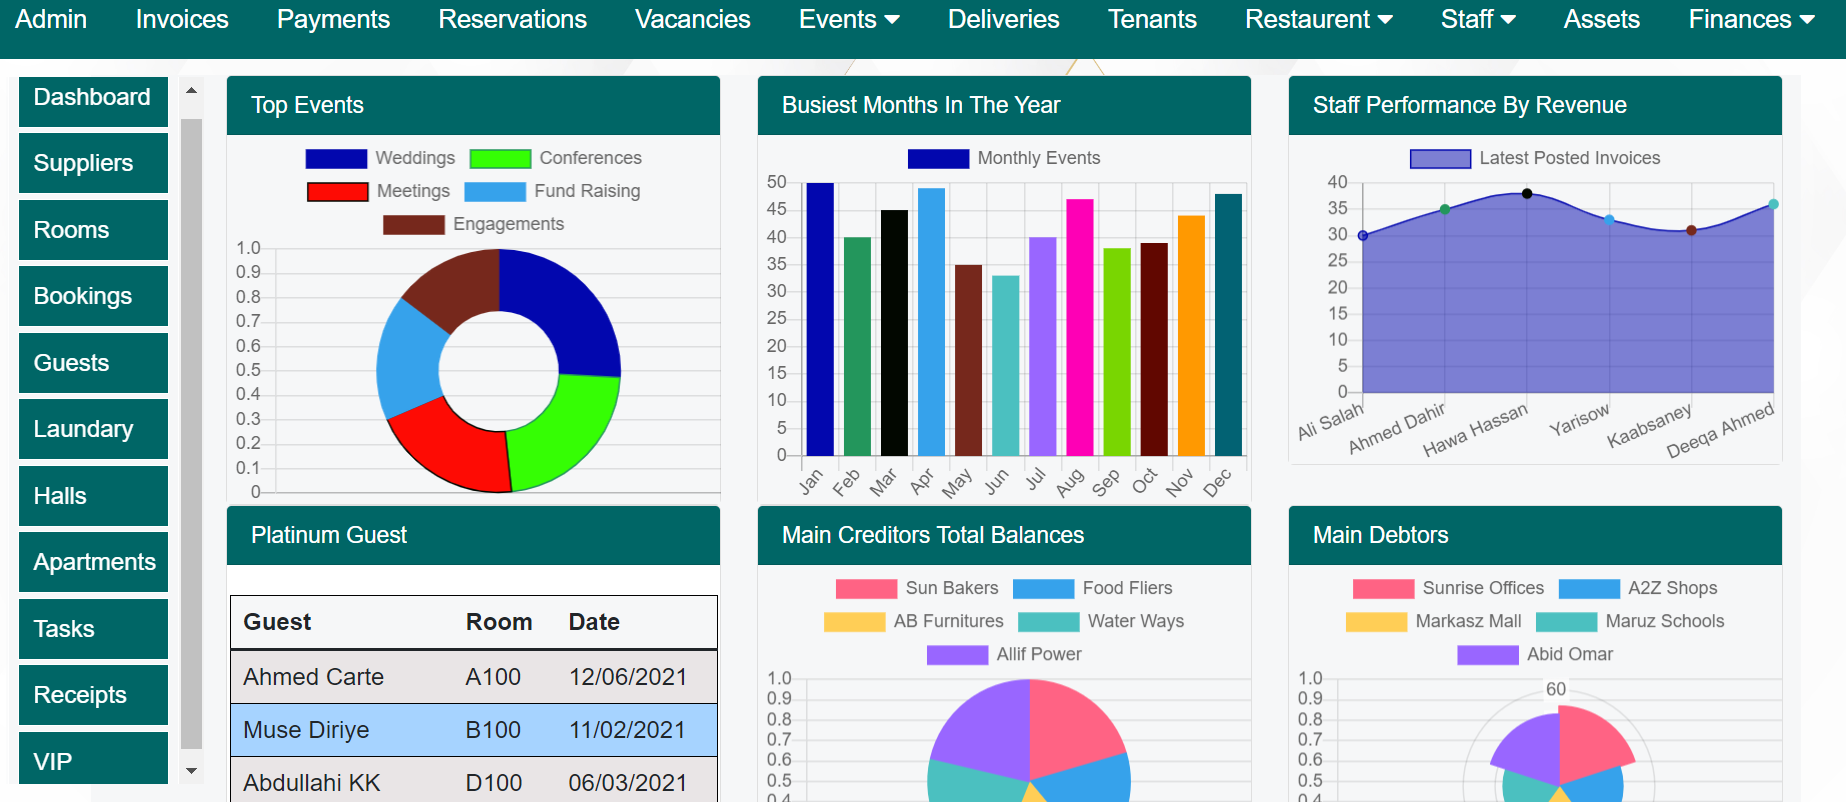 Admin Invoices Payments Reservations Vacancies Events Deliveries Tenants Restaurent Staff Assets Finances
Dashboard
Suppliers
Rooms
Bookings
Guests
Laundary
Halls
Apartments
Tasks
Receipts
VIP
Top Events
Weddings Conferences
Meetings Fund Raising
Engagements
1.0
0.9
0.8
0.7
0.6
0.5
0.4
0.3
0.2
0.1
0
Busiest Months In The Year
Monthly Events
50
45
40
35
30
25
20
15
10
5
0
Jan Feb Mar Apr May Jun Jul Aug Sep Oct Nov Dec
Staff Performance By Revenue
Latest Posted Invoices
40
35
30
25
20
15
10
5
0
Ali Salah Ahmed Dahir Hawa Hassan Yarisow Kaabsaney Deeqa Ahmed
Platinum Guest
Guest Room Date
Ahmed Carte A100 12/06/2021
Muse Diriye B100 11/02/2021
Abdullahi KK D100 06/03/2021
Main Creditors Total Balances
Sun Bakers Food Fliers
AB Furnitures Water Ways
Allif Power
1.0
0.9
0.8
0.7
0.6
0.5
0.4
Main Debtors
Sunrise Offices A2Z Shops
Markasz Mall Maruz Schools
Abid Omar
60
1.0
0.9
0.8
0.7
0.6
0.5
0.4